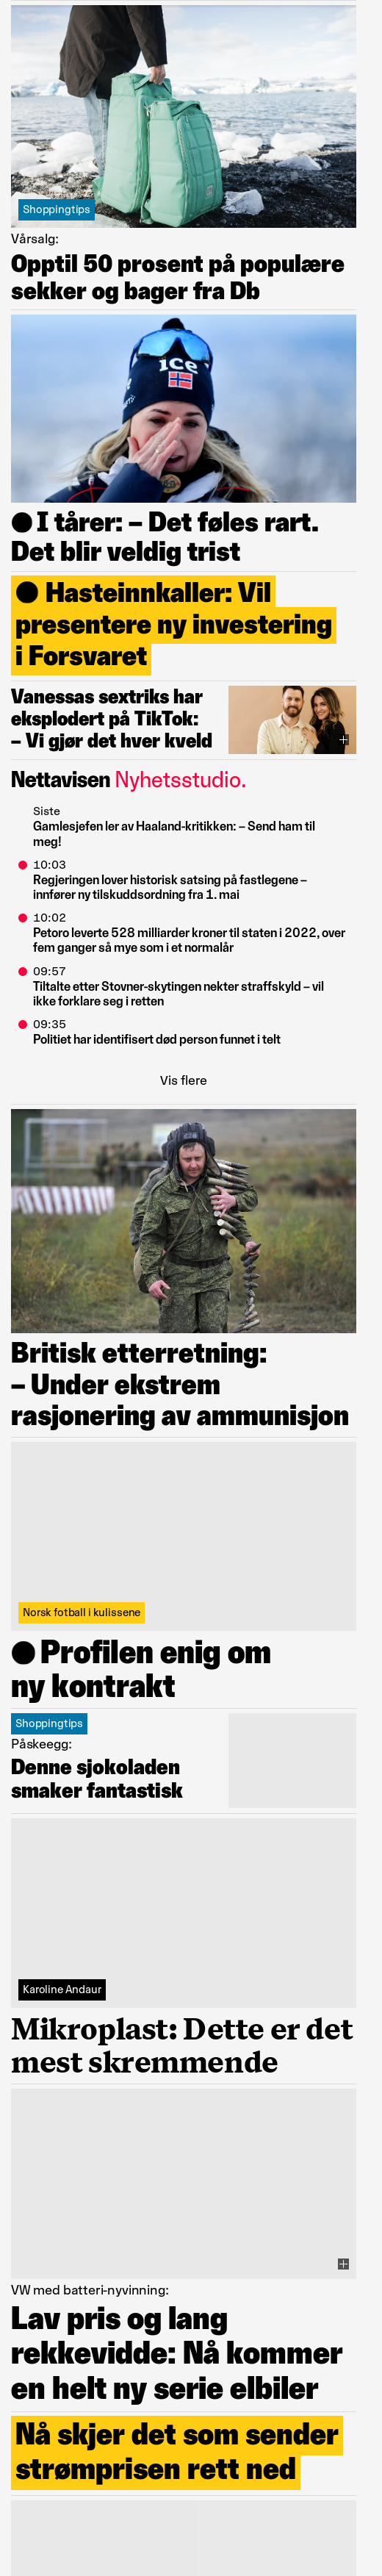 Shoppingtips
Vårsalg:
Opptil 50 prosent på populære
sekker og bager fra Db
ICE
I tårer: – Det føles rart.
Det blir veldig trist
Hasteinnkaller: Vil
presentere ny investering
i Forsvaret
Vanessas sextriks har
eksplodert på TikTok:
– Vi gjør det hver kveld
Nettavisen Nyhetsstudio.
Siste
Gamlesjefen ler av Haaland-kritikken: – Send ham til
meg!
10:03
Regjeringen lover historisk satsing på fastlegene –
innfører ny tilskuddsordning fra 1. mai
10:02
Petoro leverte 528 milliarder kroner til staten i 2022, over
fem ganger så mye som i et normalår
09:57
Tiltalte etter Stovner-skytingen nekter straffskyld – vil
ikke forklare seg i retten
09:35
Politiet har identifisert død person funnet i telt
Vis flere
Britisk etterretning:
– Under ekstrem
rasjonering av ammunisjon
Norsk fotball i kulissene
Profilen enig om
ny kontrakt
Shoppingtips
Påskeegg:
Denne sjokoladen
smaker fantastisk
Karoline Andaur
Mikroplast: Dette er det
mest skremmende
VW med batteri-nyvinning:
Lav pris og lang
rekkevidde: Nå kommer
en helt ny serie elbiler
Nå skjer det som sender
strømprisen rett ned